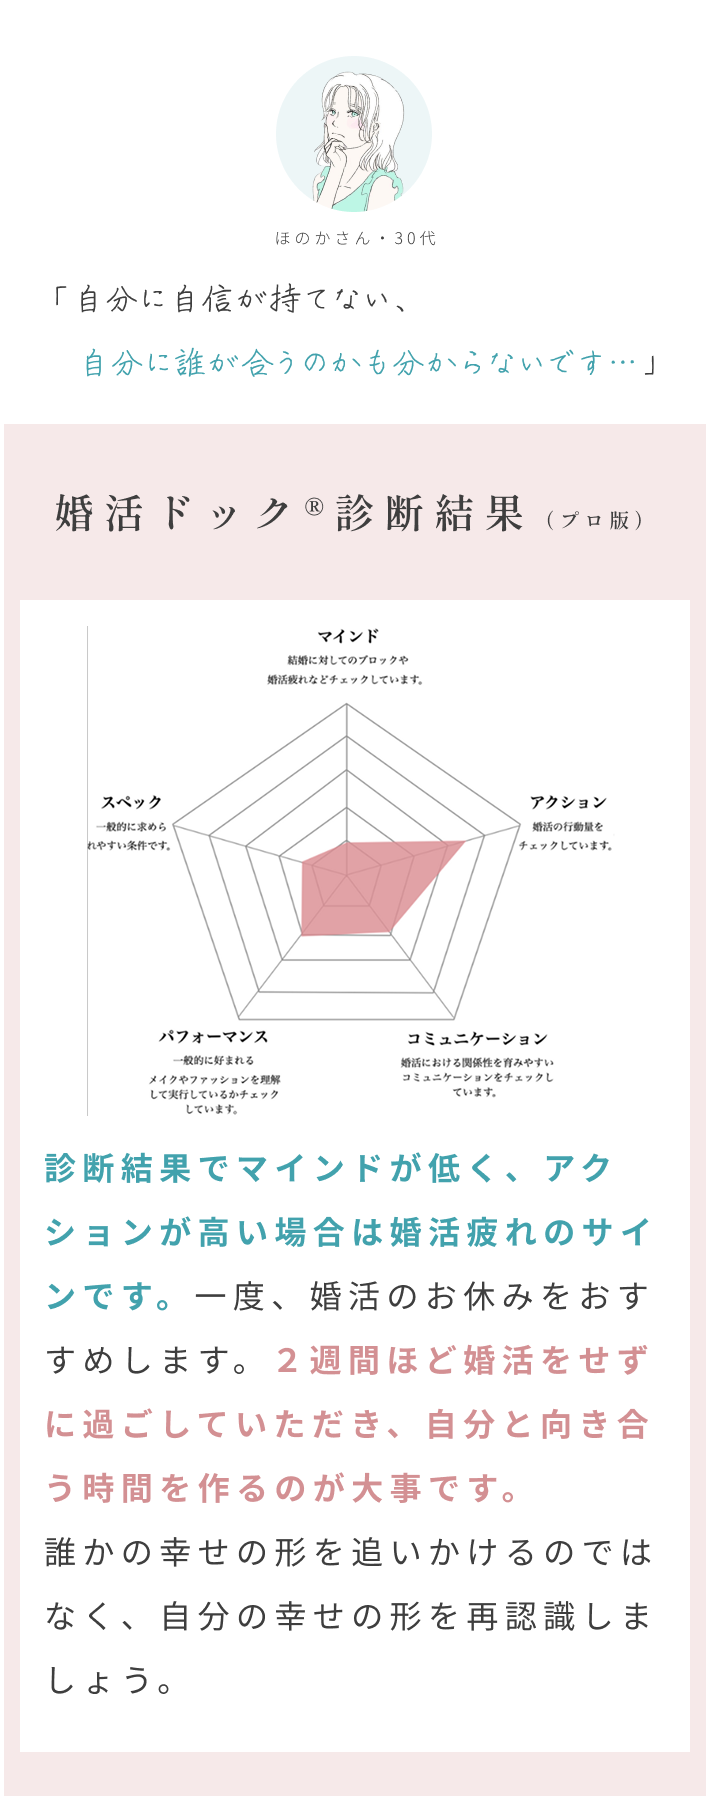 ほのかさん・30代
「自分に自信が持てない、
自分に誰が合うのかも分からないです…」
婚活ドック®診断結果（プロ版）
マインド
結婚に対してのブロックや
婚活疲れなどチェックしています。
スペック
一般的に求めら
れやすい条件です。
アクション
婚活の行動量を
チェックしています。
パフォーマンス
一般的に好まれる
メイクやファッションを理解
して実行しているかチェック
しています。
コミュニケーション
婚活における関係性を育みやすい
コミュニケーションをチェックし
ています。
診断結果でマインドが低く、アク
ションが高い場合は婚活疲れのサイ
ンです。一度、婚活のお休みをおす
すめします。２週間ほど婚活をせず
に過ごしていただき、自分と向き合
う時間を作るのが大事です。
誰かの幸せの形を追いかけるのでは
なく、自分の幸せの形を再認識しま
しょう。